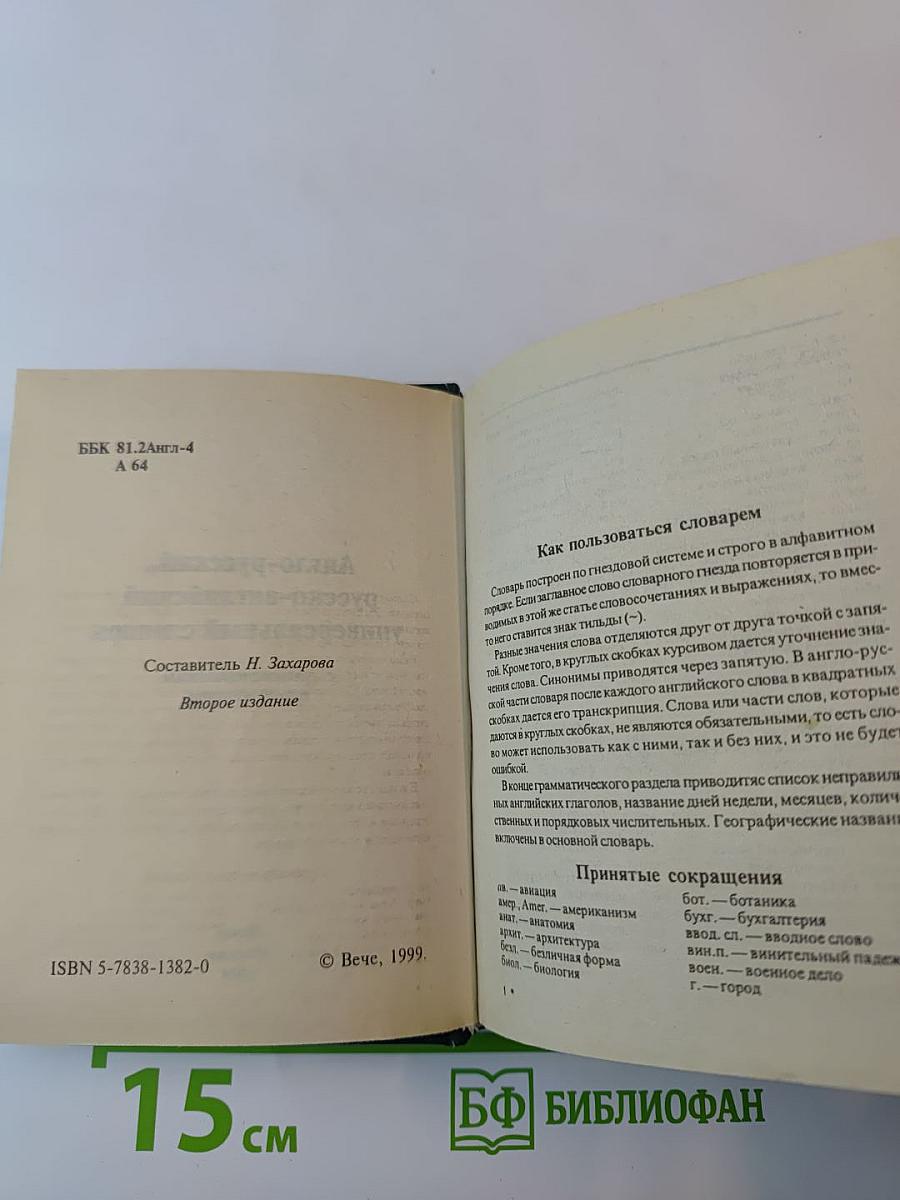 ББК 81.2Англ-4
А 64
Составитель Н. Захарова
Второе издание
ISBN 5-7838-1382-0
© Вече, 1999.
Как пользоваться словарем
Словарь построен по гнездовой системе и строго в алфавитном
порядке. Если заглавное слово словарного гнезда повторяется в при-
водимых в этой же статье словосочетаниях и выражениях, то вмес-
то него ставится знак тильды (~).
Разные значения слова отделяются друг от друга точкой с запя-
той. Кроме того, в круглых скобках курсивом дается уточнение зна-
чения слова. Синонимы приводятся через запятую. В англо-рус-
ской части словаря после каждого английского слова в квадратных
скобках дается его транскрипция. Слова или части слов, которые
даются в круглых скобках, не являются обязательными, то есть сло-
во может использовать как с ними, так и без них, и это не будет
ошибкой.
В конце грамматического раздела приводитяс список неправиль
ных английских глаголов, название дней недели, месяцев, колич
ственных и порядковых числительных. Географические назван
включены в основной словарь.
Принятые сокращения
ав. — авиация
амер., Amer. — американизм
анат. — анатомия
архит. — архитектура
безл. — безличная форма
биол. — биология
бот. — ботаника
бухг. — бухгалтерия
ввод. сл. — вводное слово
вин.п. — винительный падеж
воен. — военное дело
г. — город
1 *
15 см
БФ БИБЛИОФАН